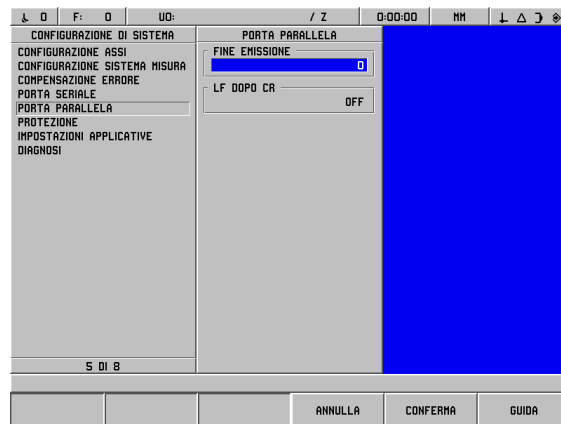 0 F: 0 UO: / Z 0:00:00 MM
CONFIGURAZIONE DI SISTEMA
CONFIGURAZIONE ASSI
CONFIGURAZIONE SISTEMA MISURA
COMPENSAZIONE ERRORE
PORTA SERIALE
PORTA PARALLELA
PROTEZIONE
IMPOSTAZIONI APPLICATIVE
DIAGNOSI
5 DI 8
PORTA PARALLELA
FINE EMISSIONE
0
LF DOPO CR
OFF
ANNULLA CONFERMA GUIDA